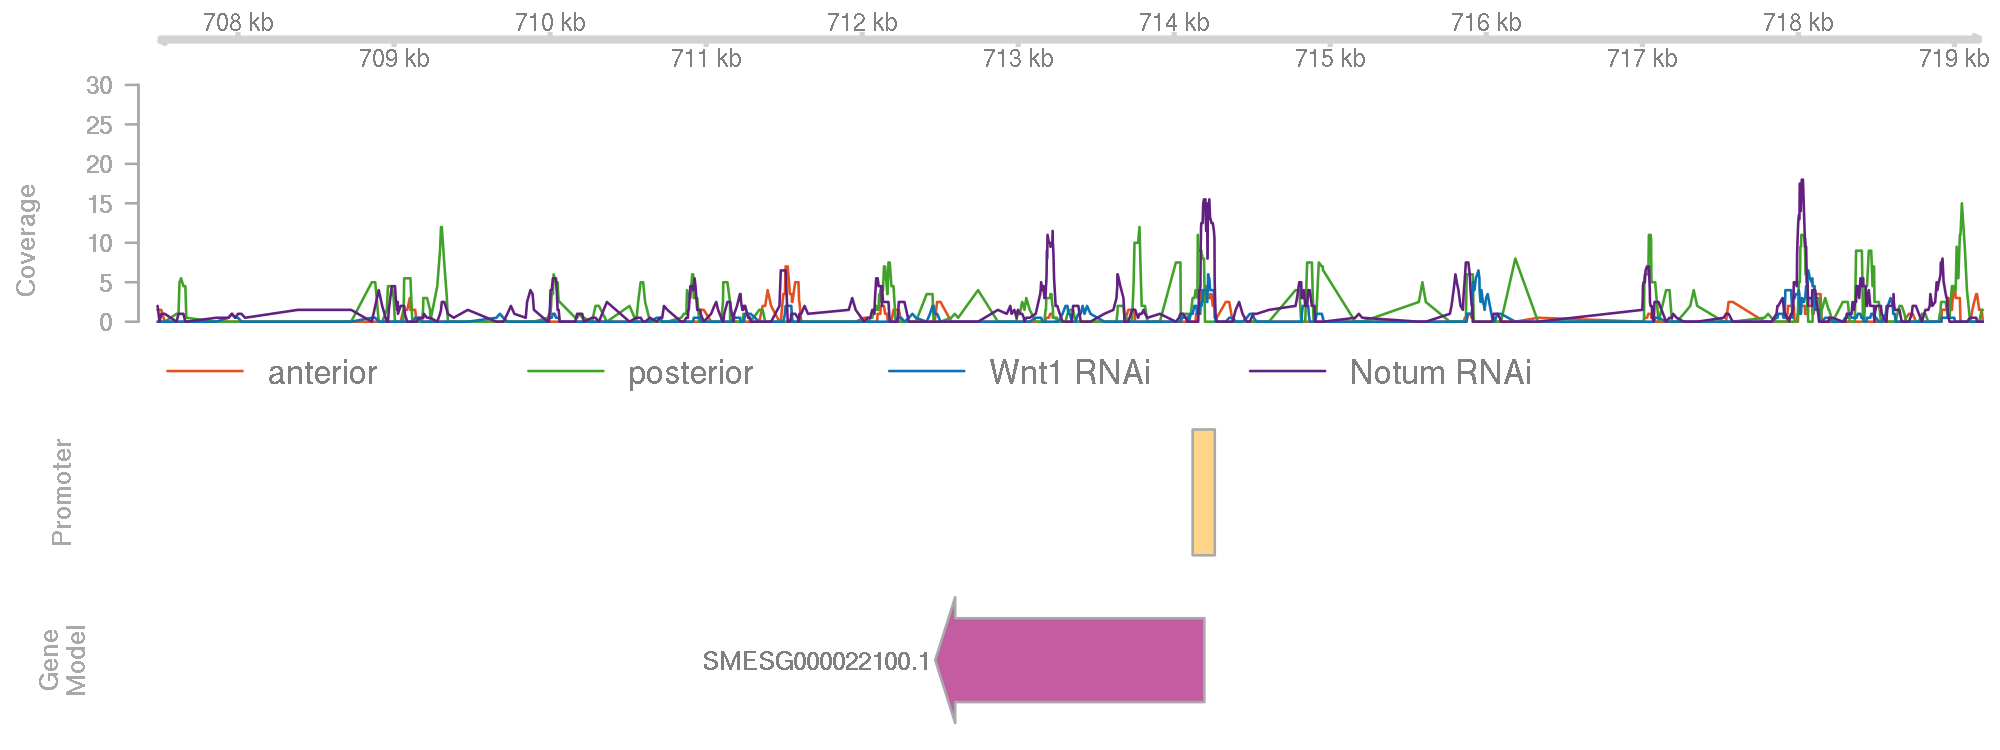 708 kb 710 kb 712 kb 714 kb 716 kb 718 kb
709 kb 711 kb 713 kb 715 kb 717 kb 719 kb
30
25
20
15
10
5
0
Coverage
anterior posterior Wnt1 RNAi Notum RNAi
Promoter
Gene
Model
SMESG000022100.1